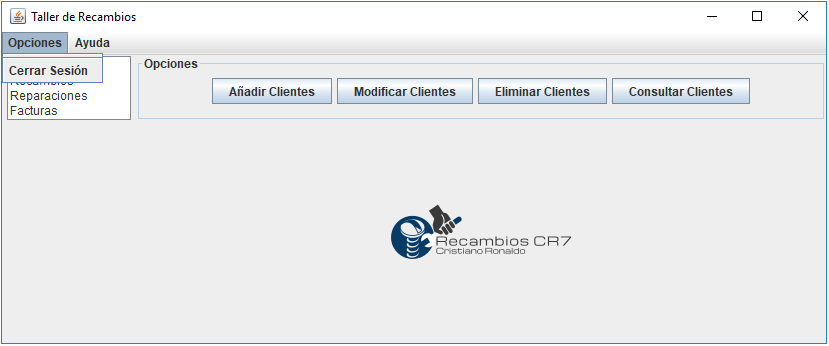 Taller de Recambios
Opciones Ayuda
Cerrar Sesión
Recambios
Reparaciones
Facturas
Opciones
Añadir Clientes Modificar Clientes Eliminar Clientes Consultar Clientes
Recambios CR7
Cristiano Ronaldo